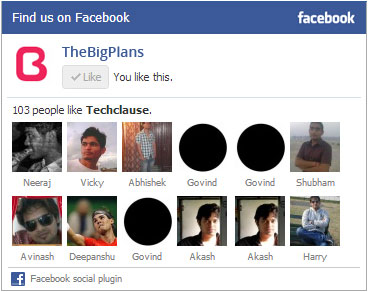 Find us on Facebook facebook
TheBigPlans
Like You like this.
103 people like Techclause.
Neeraj Vicky Abhishek Govind Govind Shubham
Avinash Deepanshu Govind Akash Akash Harry
Facebook social plugin